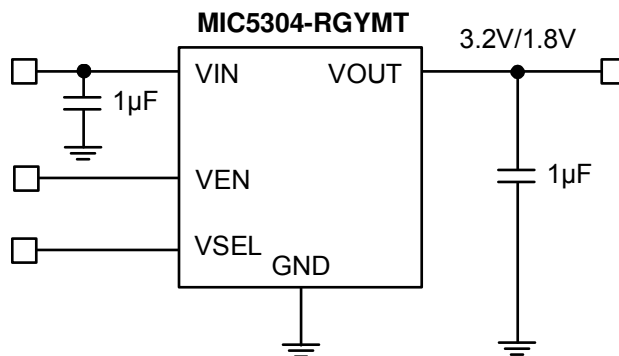 MIC5304-RGYMT
3.2V/1.8V
VIN
VOUT
1µF
VEN
1µF
VSEL
GND